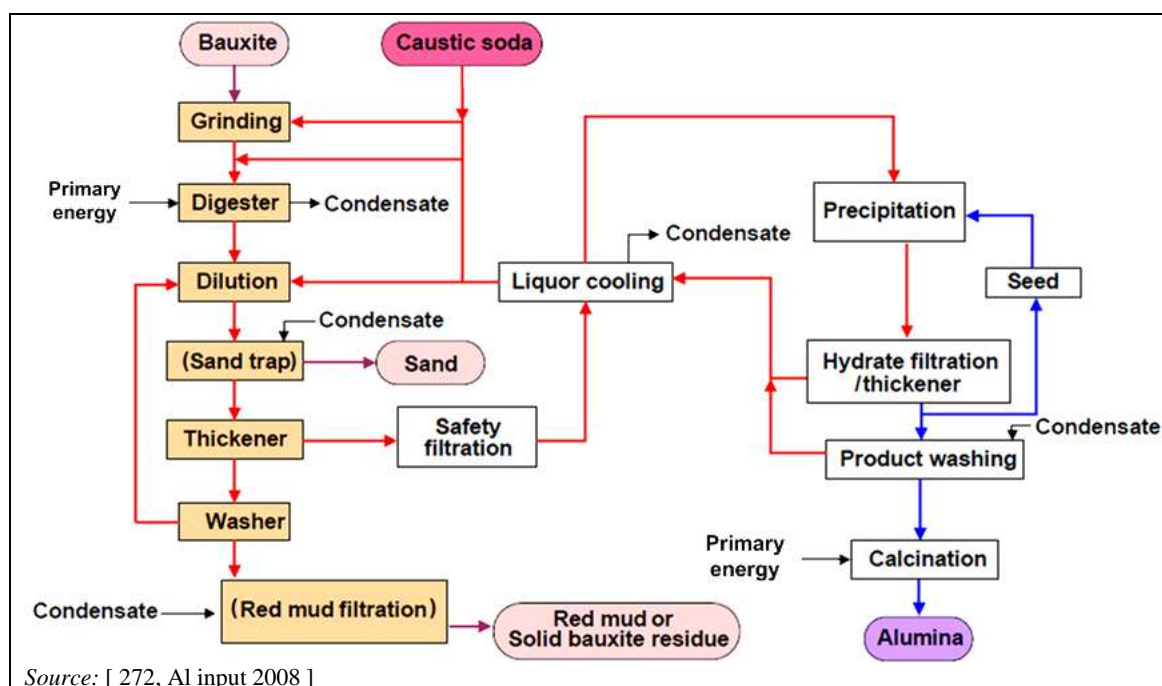 Bauxite
Caustic soda
Grinding
Primary
energy
Digester
Condensate
Precipitation
Dilution
Liquor cooling
Condensate
Seed
(Sand trap)
Condensate
Sand
Hydrate filtration
/thickener
Thickener
Safety
filtration
Condensate
Product washing
Washer
Primary
energy
Calcination
Condensate
(Red mud filtration)
Red mud or
Solid bauxite residue
Alumina
Source: [ 272, Al input 2008 ]